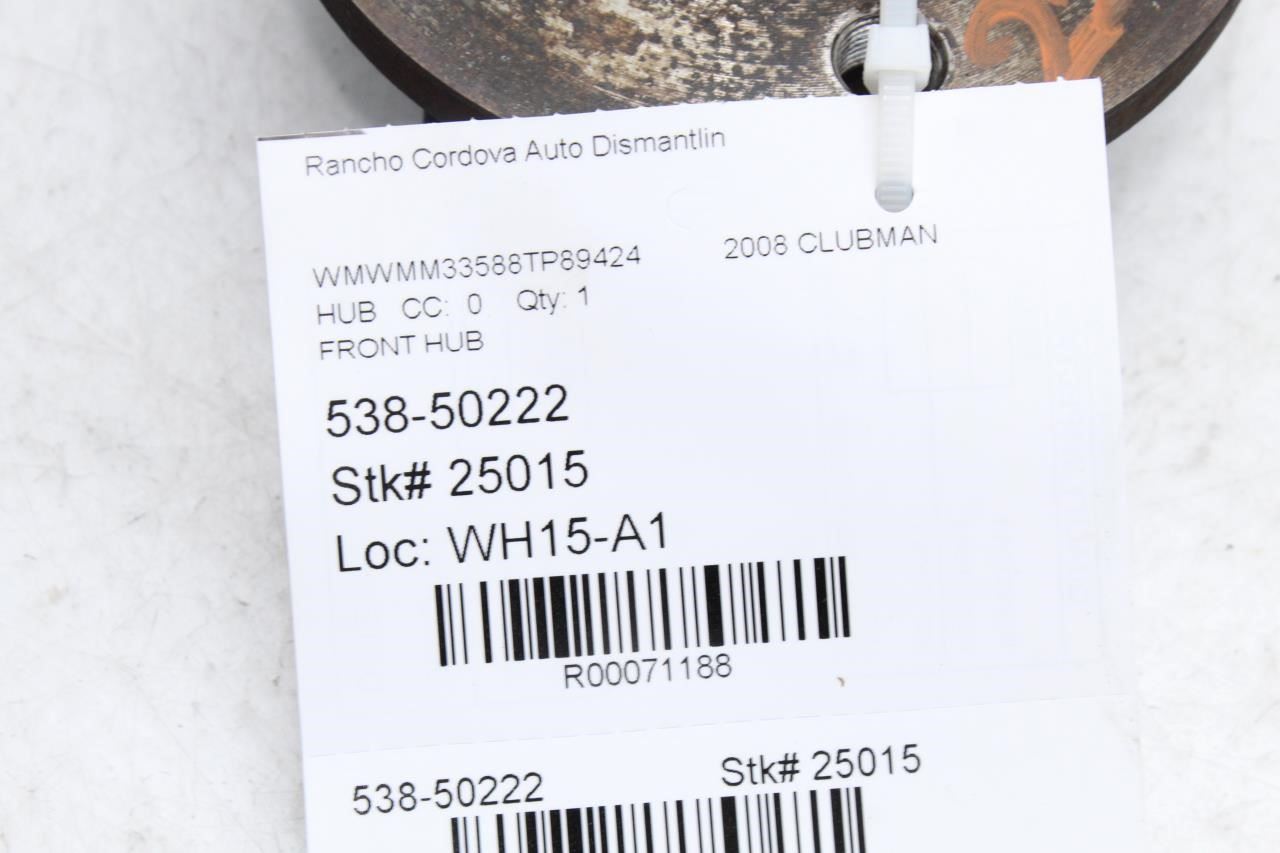 Rancho Cordova Auto Dismantlin
WMWMM33588TP89424 2008 CLUBMAN
HUB CC: 0 Qty: 1
FRONT HUB
538-50222
Stk# 25015
Loc: WH15-A1
R00071188
538-50222 Stk# 25015